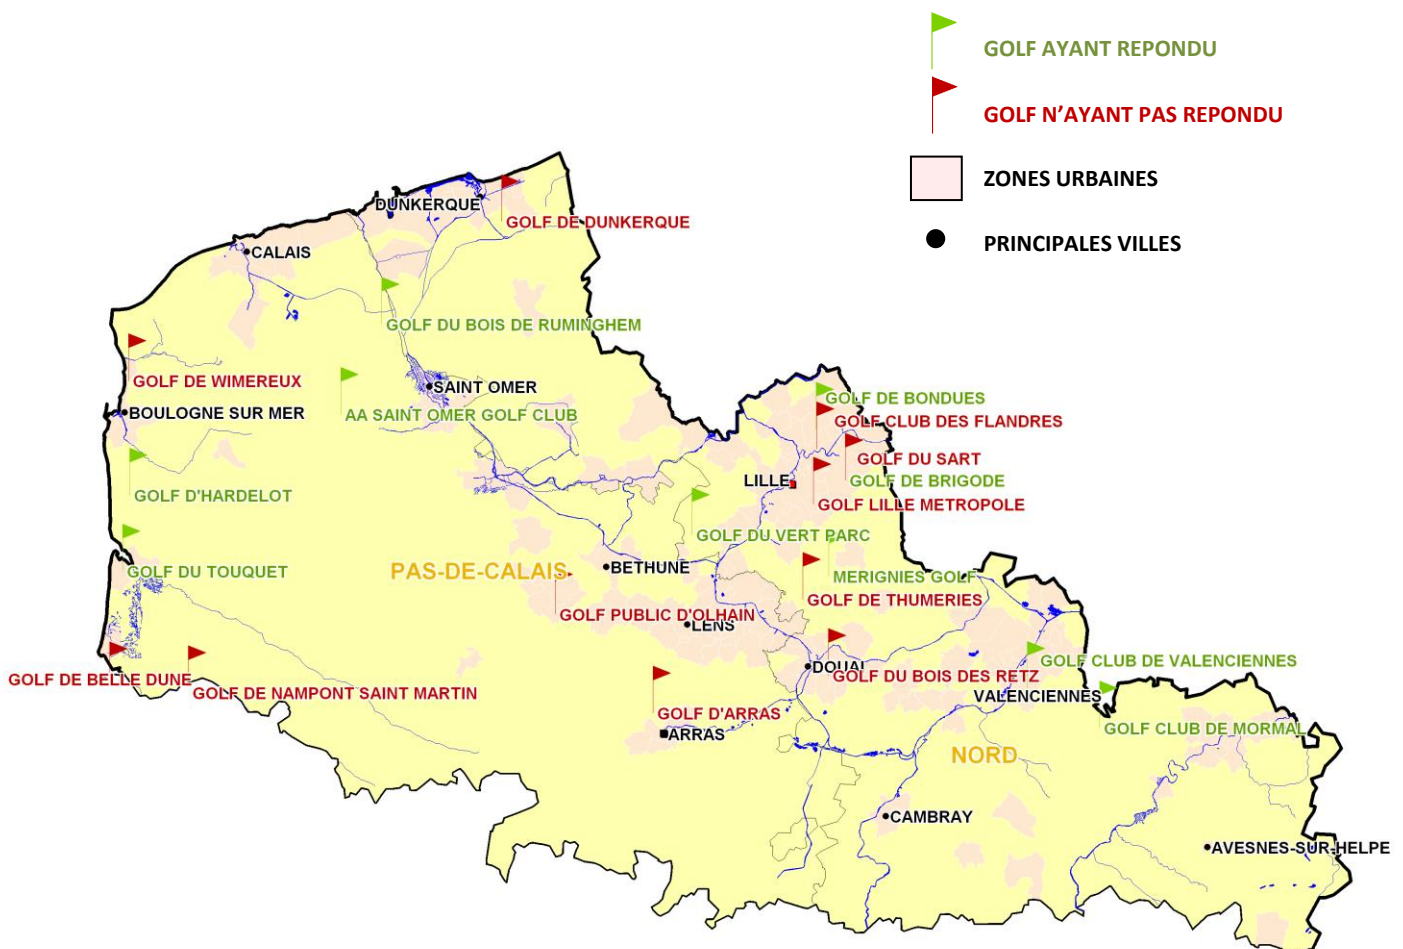 GOLF AYANT REPONDU
GOLF N'AYANT PAS REPONDU
ZONES URBAINES
PRINCIPALES VILLES
DUNKERQUE
GOLF DE DUNKERQUE
CALAIS
GOLF DU BOIS DE RUMINGHEM
GOLF DE WIMEREUX
SAINT OMER
BOULOGNE SUR MER
AA SAINT OMER GOLF CLUB
GOLF DE BONDUES
GOLF CLUB DES FLANDRES
GOLF DU SART
LILLE
GOLF DE BRIGODE
GOLF D'HARDELOT
GOLF LILLE METROPOLE
GOLF DU VERT PARC
GOLF DU TOUQUET
PAS-DE-CALAIS
BETHUNE
MERIGNIES GOLF
GOLF DE THUMERIES
GOLF PUBLIC D'OLHAIN
LENS
DOUAI
GOLF CLUB DE VALENCIENNES
GOLF DE BELLE DUNE
GOLF DU BOIS DES RETZ
GOLF DE NAMPONT SAINT MARTIN
VALENCIENNES
GOLF D'ARRAS
GOLF CLUB DE MORMAL
ARRAS
NORD
CAMBRAY
AVESNES-SUR-HELPE